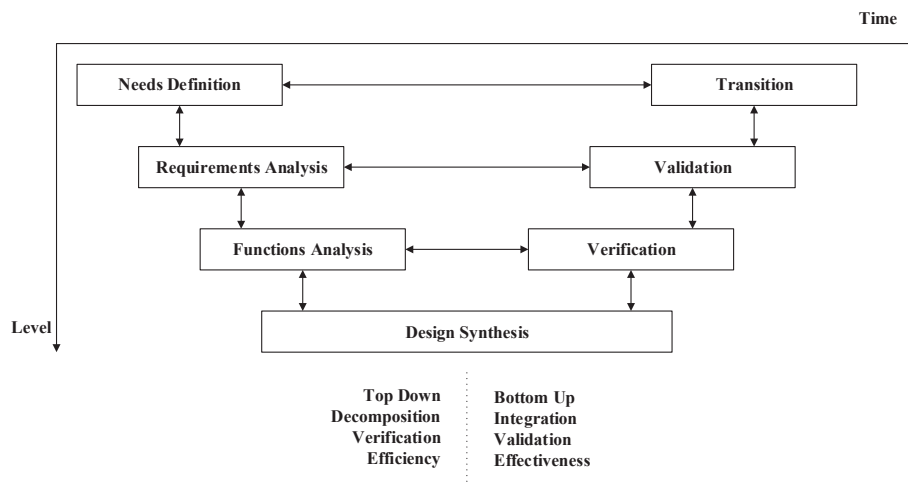 Time
Needs Definition
Transition
Requirements Analysis
Validation
Functions Analysis
Verification
Level
Design Synthesis
Top Down
Decomposition
Verification
Efficiency
Bottom Up
Integration
Validation
Effectiveness